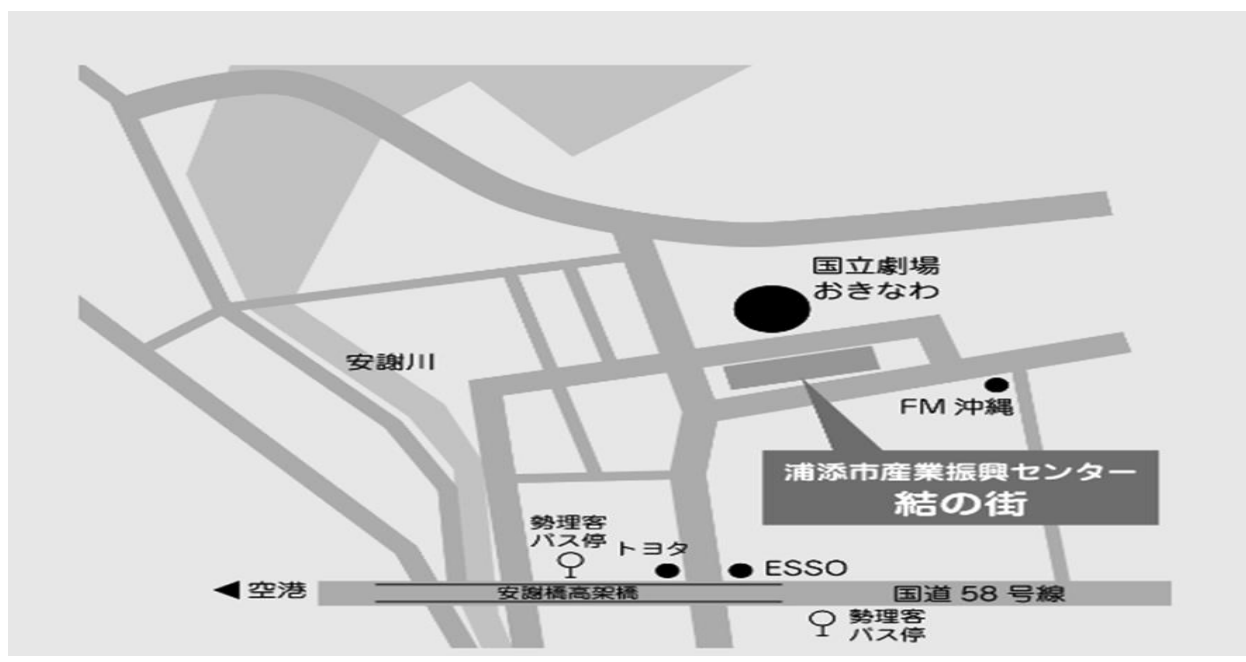 国立劇場
おきなわ
安謝川
FM 沖縄
浦添市産業振興センター
結の街
勢理客
バス停
トヨタ
ESSO
◀空港
安謝橋高架橋
国道 58 号線
勢理客
バス停